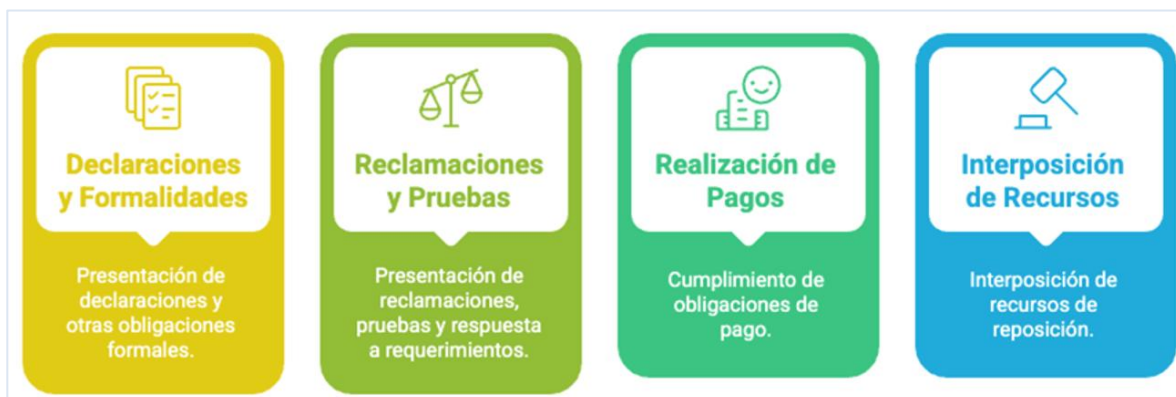 Declaraciones
y Formalidades
Presentación de
declaraciones y
otras obligaciones
formales.
Reclamaciones
y Pruebas
Presentación de
reclamaciones,
pruebas y respuesta
a requerimientos.
Realización de
Pagos
Cumplimiento de
obligaciones de
pago.
Interposición
de Recursos
Interposición de
recursos de
reposición.